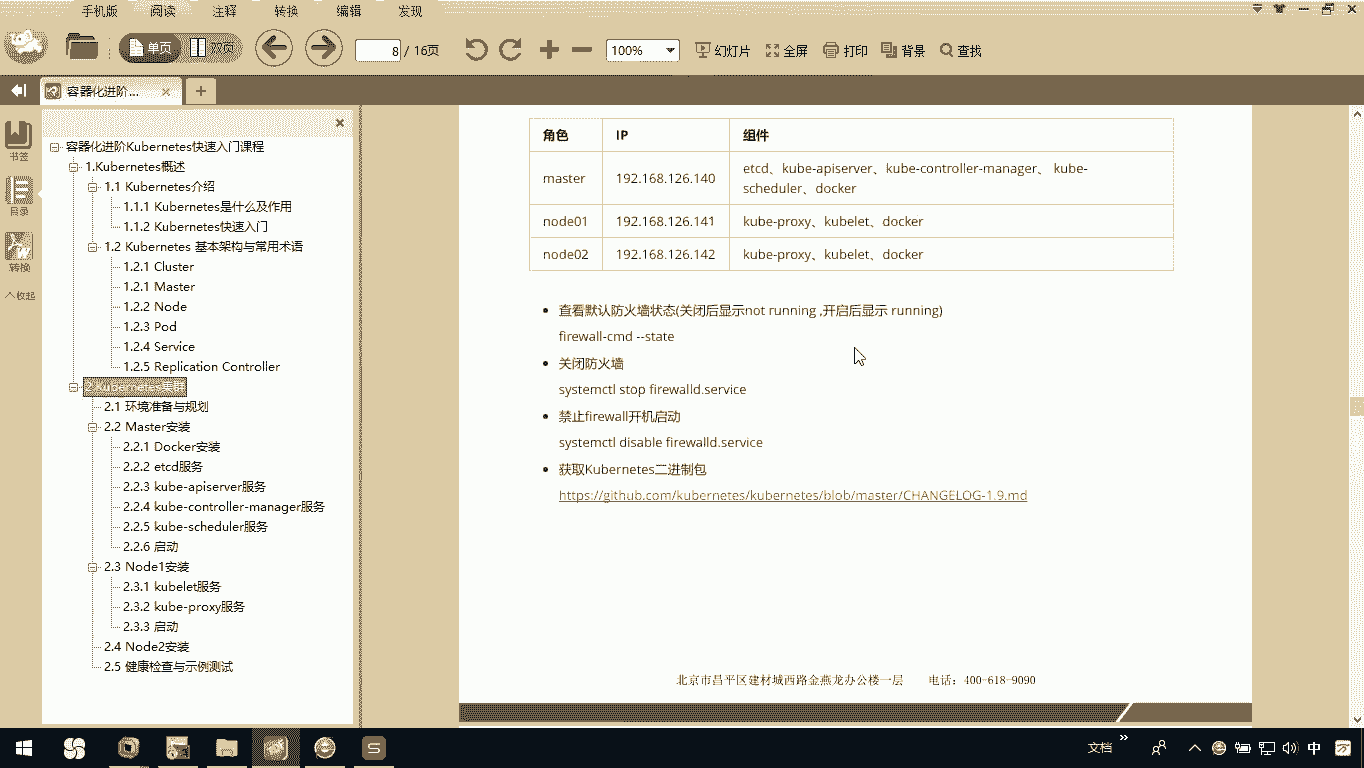 手机版 阅读 注释 转换 编辑 发现
单页 双页 8 / 16页 100% 幻灯片 全屏 打印 背景 查找
容器化进阶... × +
书签
目录
转换
收起
×
容器化进阶Kubernetes快速入门课程
1.Kubernetes概述
1.1 Kubernetes介绍
1.1.1 Kubernetes是什么及作用
1.1.2 Kubernetes快速入门
1.2 Kubernetes 基本架构与常用术语
1.2.1 Cluster
1.2.1 Master
1.2.2 Node
1.2.3 Pod
1.2.4 Service
1.2.5 Replication Controller
2.Kubernetes集群
2.1 环境准备与规划
2.2 Master安装
2.2.1 Docker安装
2.2.2 etcd服务
2.2.3 kube-apiserver服务
2.2.4 kube-controller-manager服务
2.2.5 kube-scheduler服务
2.2.6 启动
2.3 Node1安装
2.3.1 kubelet服务
2.3.2 kube-proxy服务
2.3.3 启动
2.4 Node2安装
2.5 健康检查与示例测试
角色 IP 组件
master 192.168.126.140 etcd、kube-apiserver、kube-controller-manager、 kube-
scheduler、docker
node01 192.168.126.141 kube-proxy、kubelet、docker
node02 192.168.126.142 kube-proxy、kubelet、docker
查看默认防火墙状态(关闭后显示not running ,开启后显示 running)
firewall-cmd --state
关闭防火墙
systemctl stop firewalld.service
禁止firewall开机启动
systemctl disable firewalld.service
获取Kubernetes二进制包
https://github.com/kubernetes/kubernetes/blob/master/CHANGELOG-1.9.md
北京市昌平区建材城西路金燕龙办公楼一层 电话：400-618-9090
文档 中